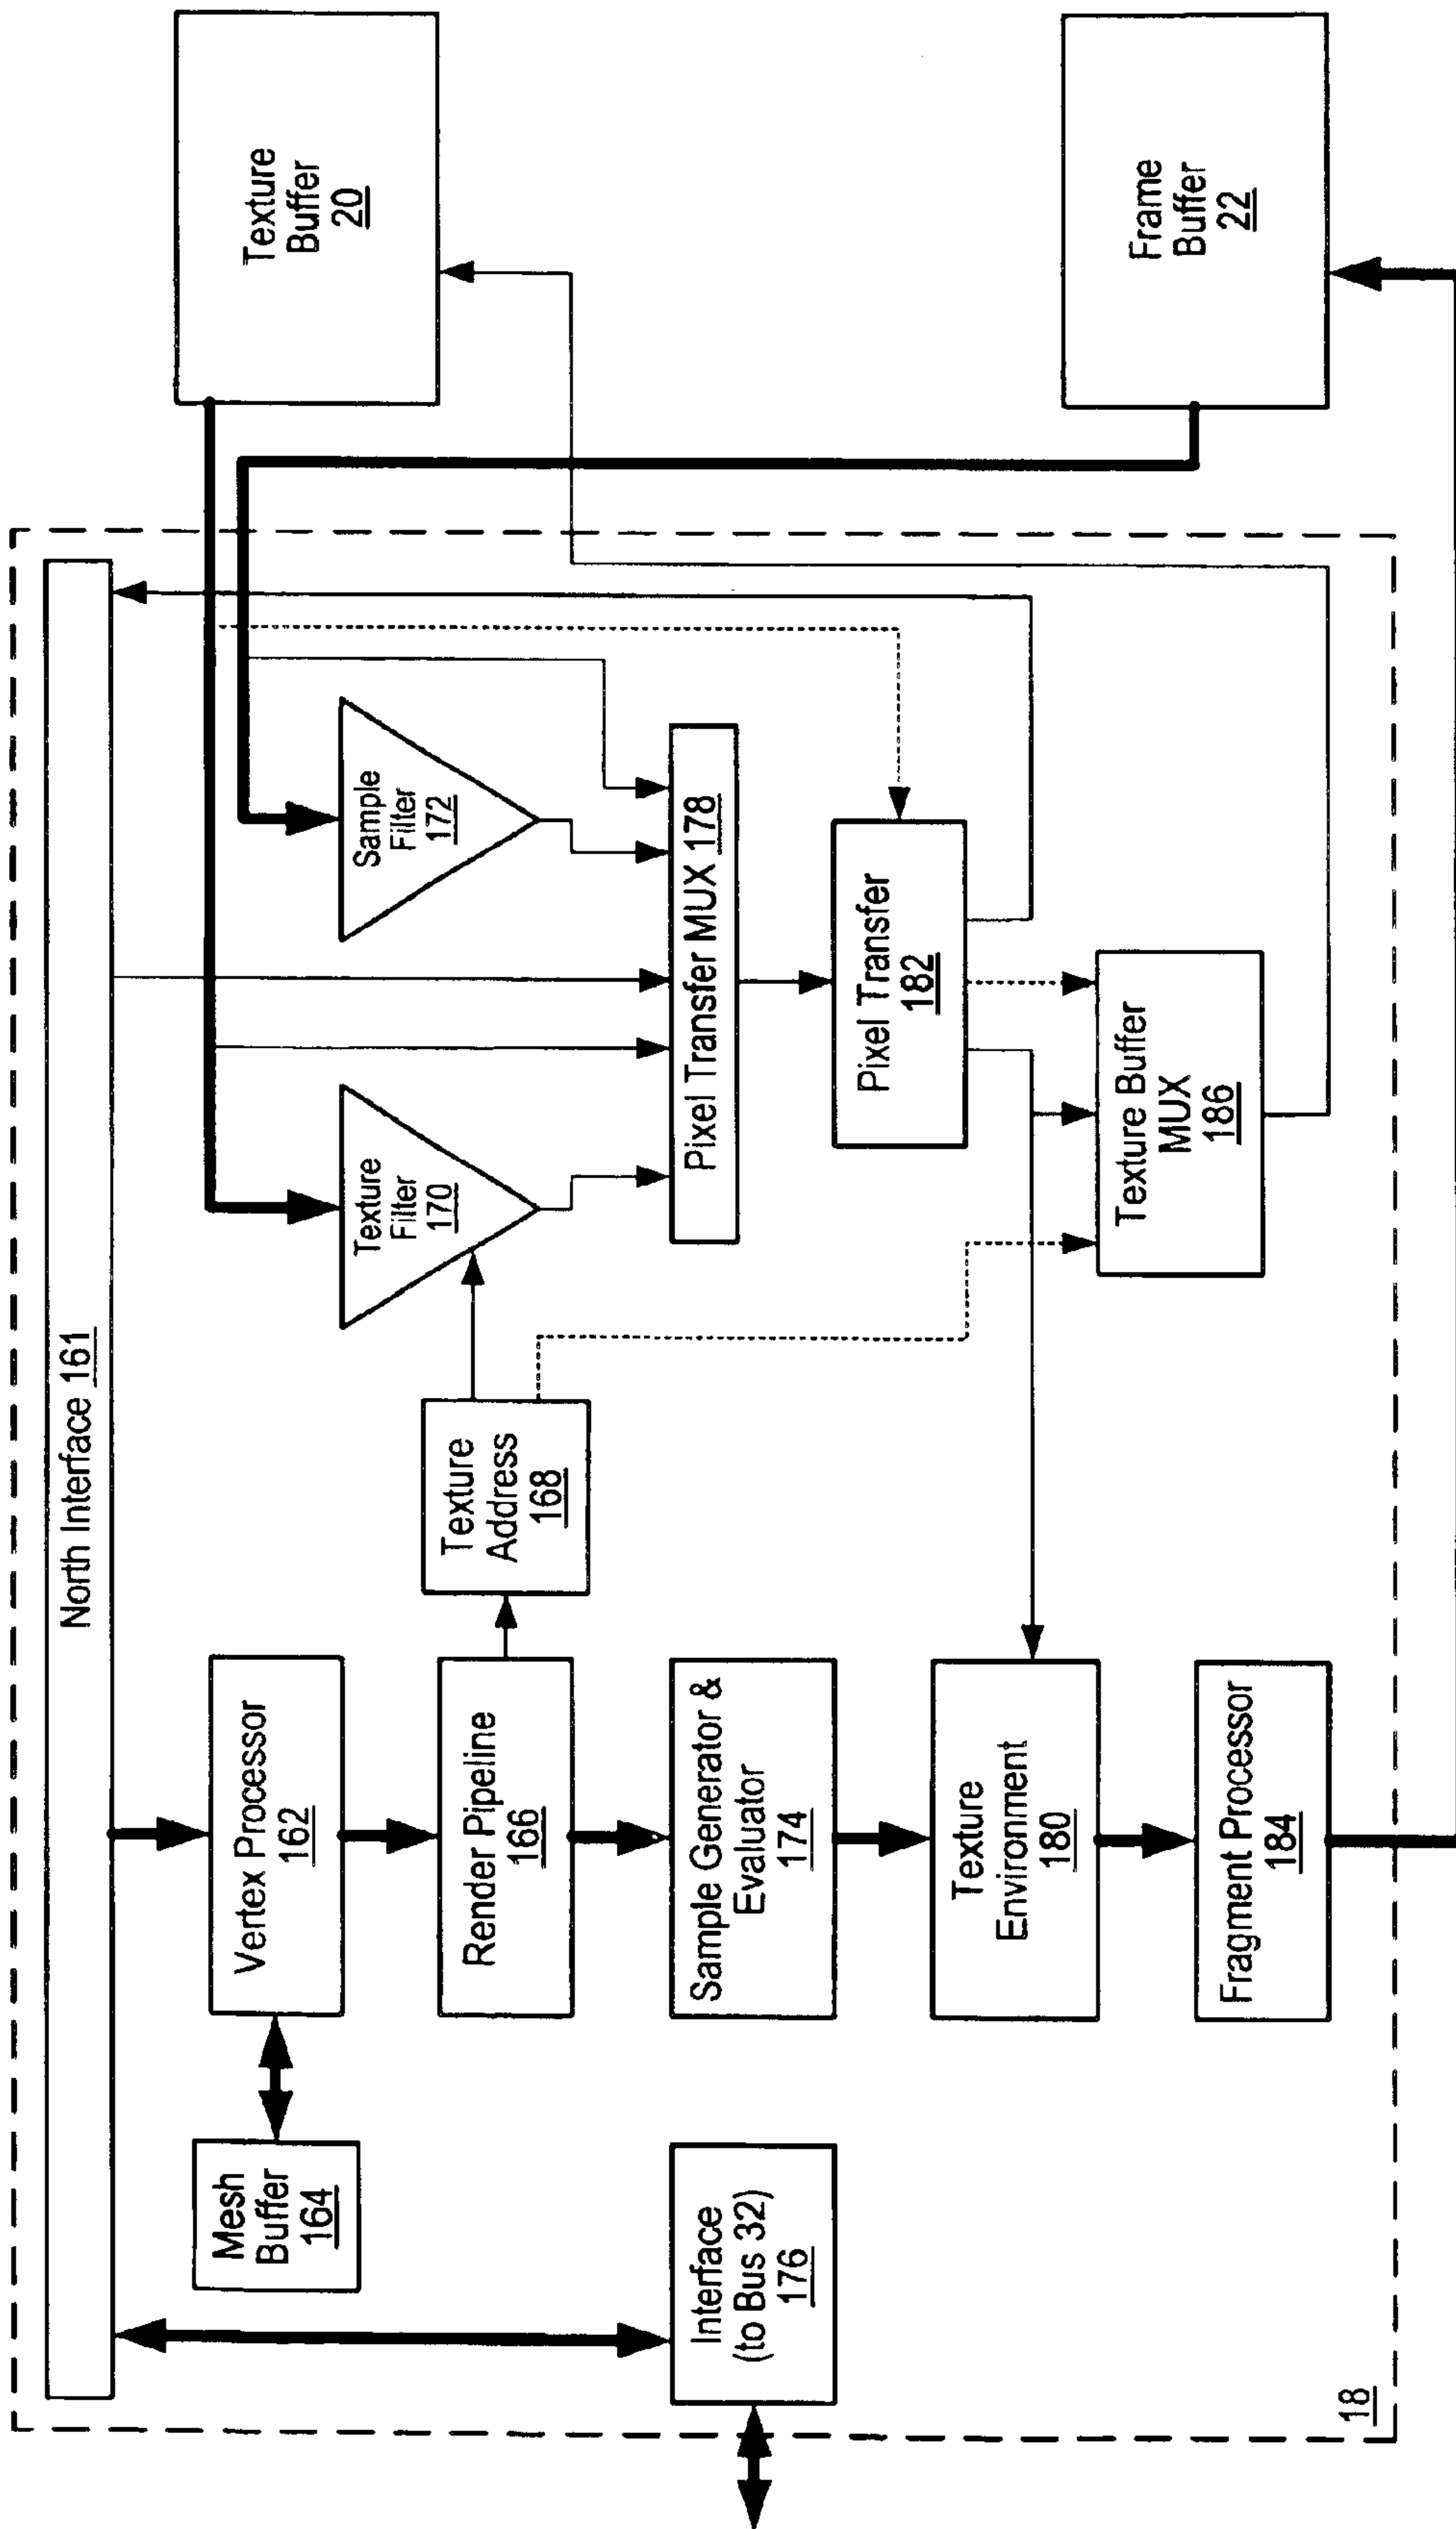 North Interface 161
Mesh
Buffer
164
Vertex Processor
162
Render Pipeline
166
Texture
Address
168
Texture
Filter
170
Sample
Filter
172
Texture
Buffer
20
Interface
(to Bus 32)
176
Sample Generator &
Evaluator
174
Pixel Transfer MUX 178
Pixel Transfer
182
Texture
Environment
180
Texture Buffer
MUX
186
Fragment Processor
184
Frame
Buffer
22
18